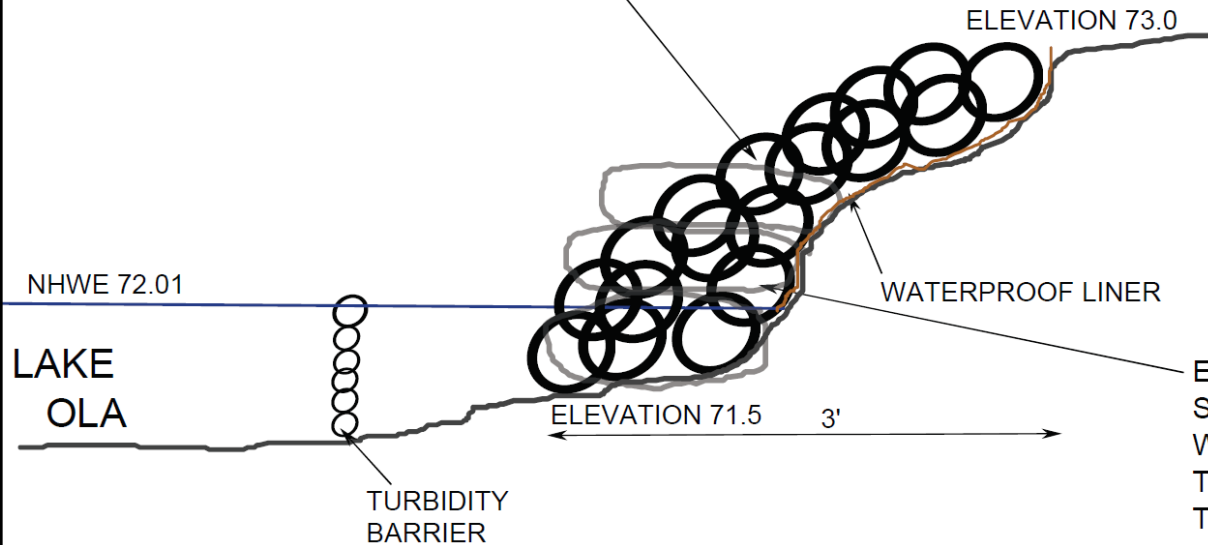 ELEVATION 73.0
NHWE 72.01
WATERPROOF LINER
LAKE
OLA
ELEVATION 71.5
3'
TURBIDITY
BARRIER
E
S
W
T
T